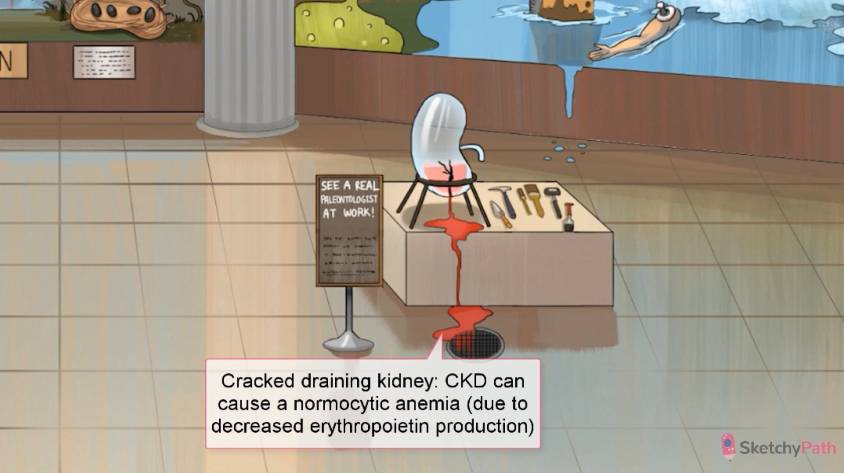 N
SEE A REAL
PALEONTOLOGIST
AT WORK!
Cracked draining kidney: CKD can
cause a normocytic anemia (due to
decreased erythropoietin production)
SketchyPath